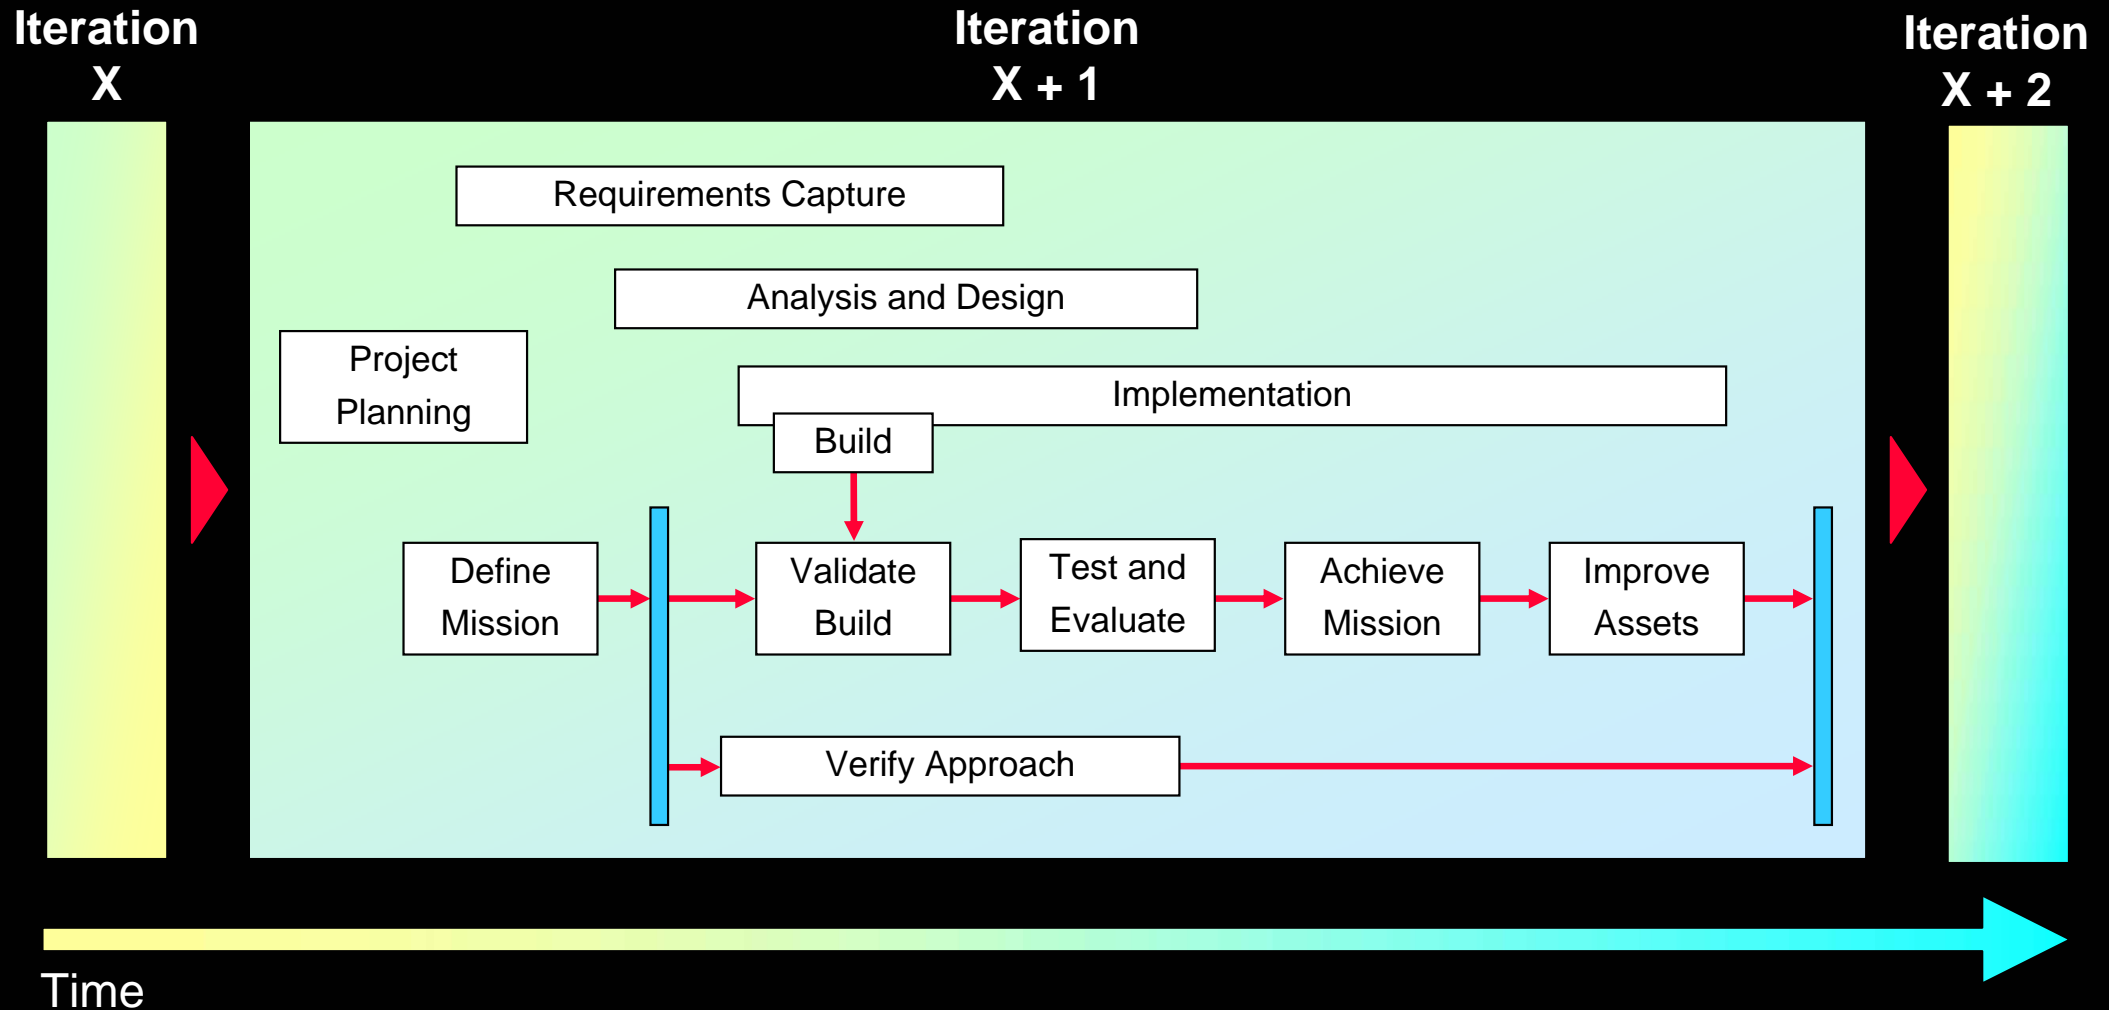 Iteration
X
Iteration
X + 1
Iteration
X + 2
Requirements Capture
Analysis and Design
Project
Planning
Implementation
Build
Define
Mission
Validate
Build
Test and
Evaluate
Achieve
Mission
Improve
Assets
Verify Approach
Time